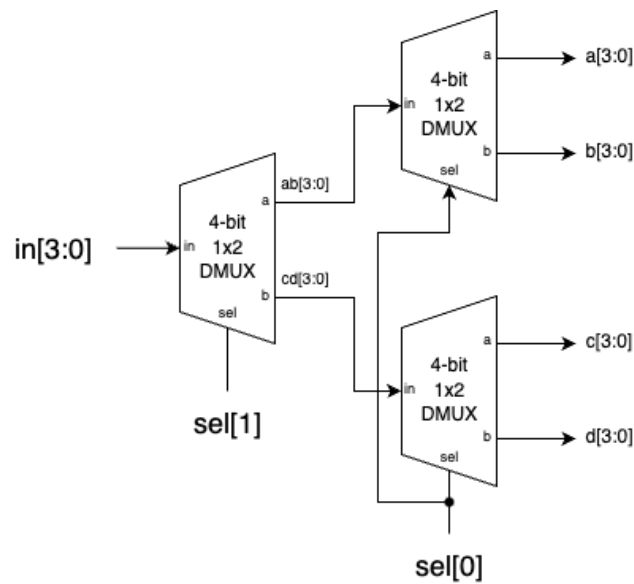 in[3:0]
in
4-bit
1x2
DMUX
a
b
sel
sel[1]
ab[3:0]
cd[3:0]
in
4-bit
1x2
DMUX
a
b
sel
a[3:0]
b[3:0]
in
4-bit
1x2
DMUX
a
b
sel
c[3:0]
d[3:0]
sel[0]